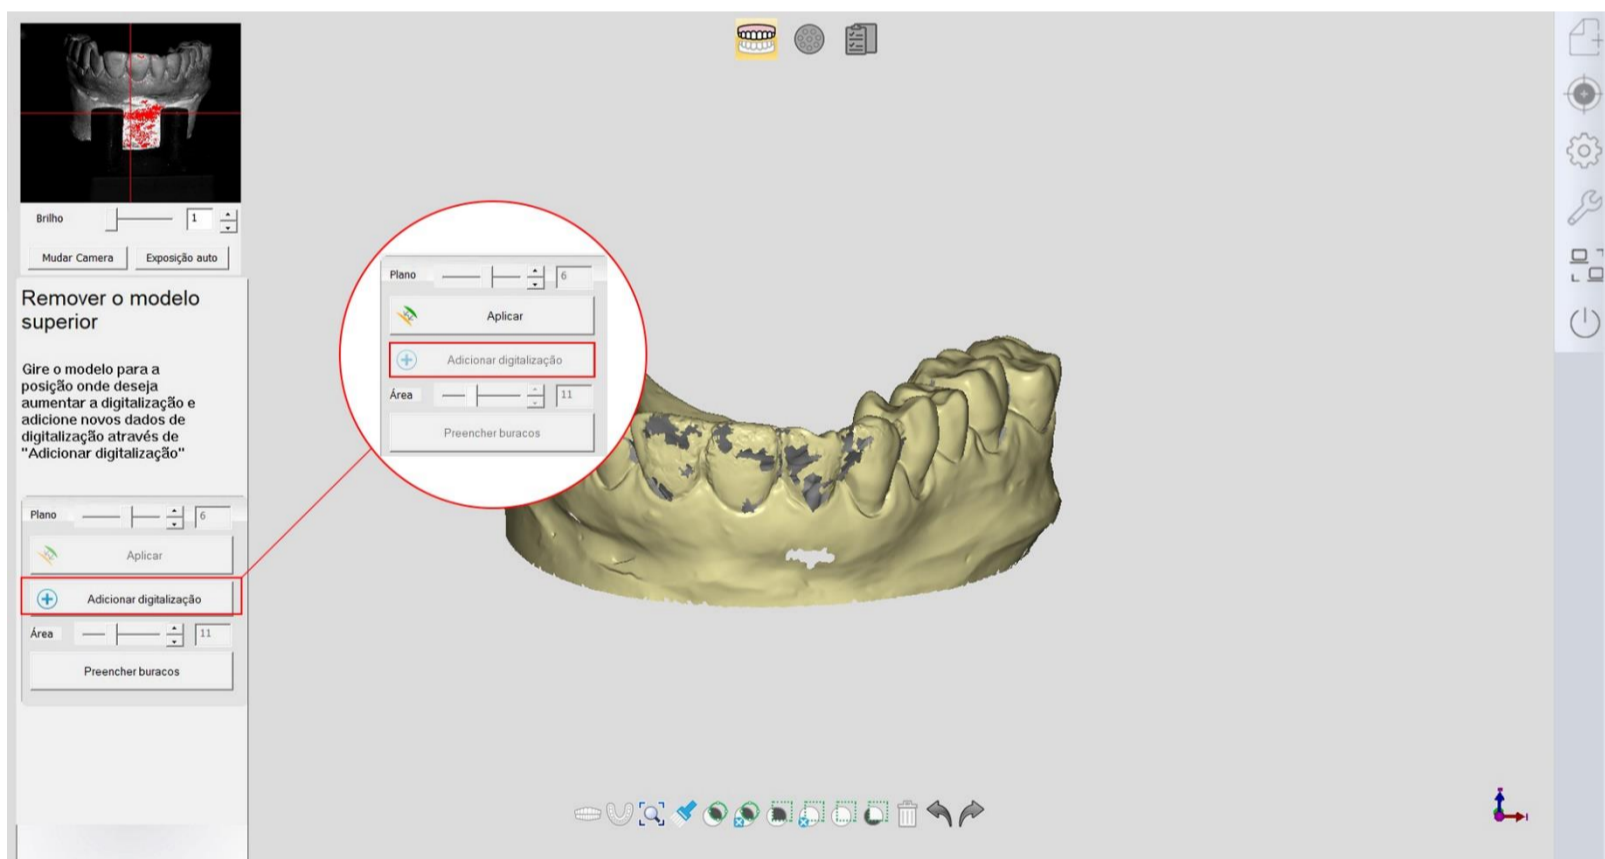 Brilho 1
Mudar Camera Exposição auto
Remover o modelo
superior
Gire o modelo para a
posição onde deseja
aumentar a digitalização e
adicione novos dados de
digitalização através de
"Adicionar digitalização"
Plano 6
Aplicar
Adicionar digitalização
Área 11
Preencher buracos
Plano 6
Aplicar
Adicionar digitalização
Área 11
Preencher buracos